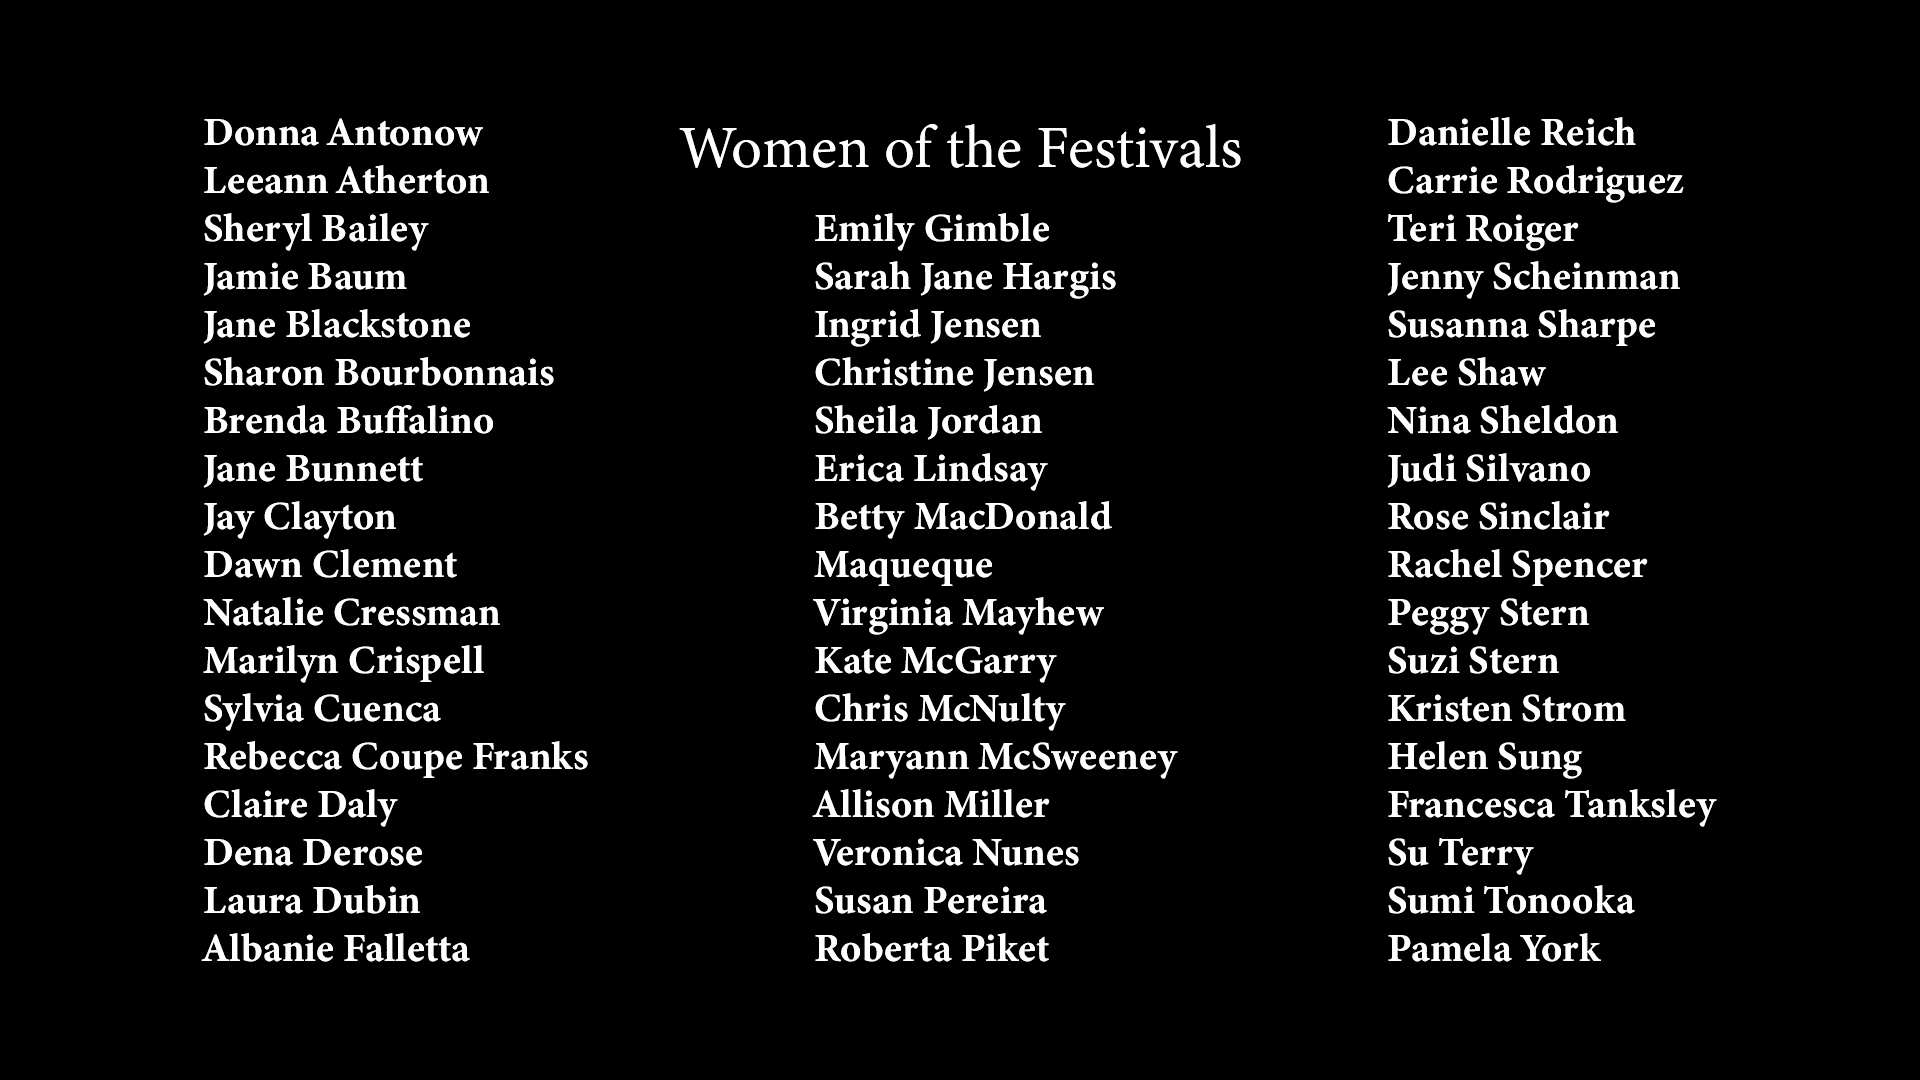 Women of the Festivals
Donna Antonow
Leeann Atherton
Sheryl Bailey
Jamie Baum
Jane Blackstone
Sharon Bourbonnais
Brenda Buffalino
Jane Bunnett
Jay Clayton
Dawn Clement
Natalie Cressman
Marilyn Crispell
Sylvia Cuenca
Rebecca Coupe Franks
Claire Daly
Dena Derose
Laura Dubin
Albanie Falletta
Emily Gimble
Sarah Jane Hargis
Ingrid Jensen
Christine Jensen
Sheila Jordan
Erica Lindsay
Betty MacDonald
Maqueque
Virginia Mayhew
Kate McGarry
Chris McNulty
Maryann McSweeney
Allison Miller
Veronica Nunes
Susan Pereira
Roberta Piket
Danielle Reich
Carrie Rodriguez
Teri Roiger
Jenny Scheinman
Susanna Sharpe
Lee Shaw
Nina Sheldon
Judi Silvano
Rose Sinclair
Rachel Spencer
Peggy Stern
Suzi Stern
Kristen Strom
Helen Sung
Francesca Tanksley
Su Terry
Sumi Tonooka
Pamela York